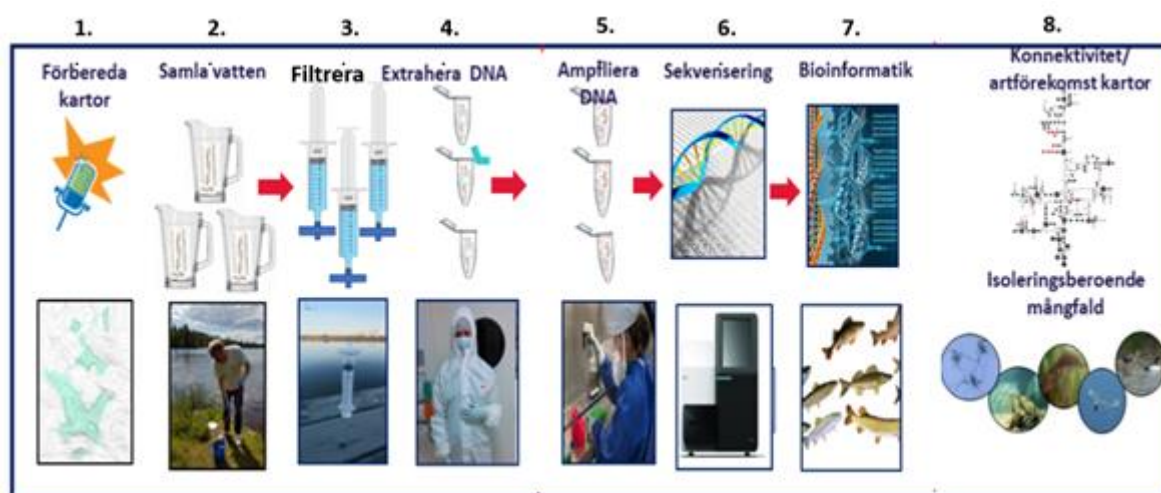 1. 2. 3. 4. 5. 6. 7. 8.
Förbereda
kartor
Samla vatten
Filtrera
Extrahera DNA
Ampfliera
DNA
Sekvensering
Bioinformatik
Konnektivitet/
artförekomst kartor
Isoleringsberoende
mångfald